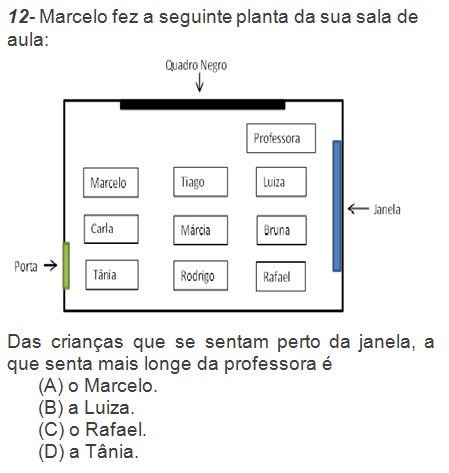 12- Marcelo fez a seguinte planta da sua sala de
aula:
Quadro Negro
Professora
Marcelo Tiago Luiza
Janela
Carla Márcia Bruna
Porta
Tânia Rodrigo Rafael
Das crianças que se sentam perto da janela, a
que senta mais longe da professora é
(A) o Marcelo.
(B) a Luiza.
(C) o Rafael.
(D) a Tânia.